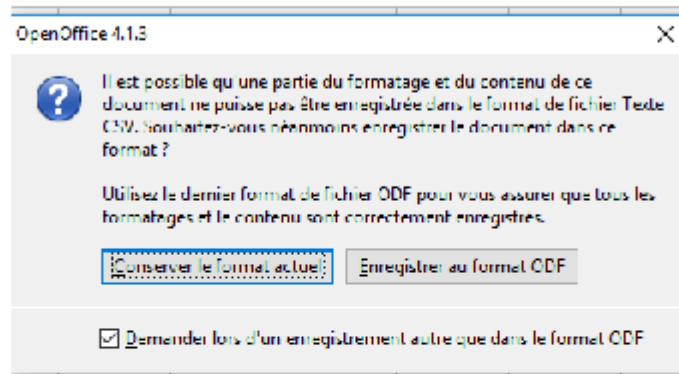 OpenOffice 4.1.3
Il est possible qu une partie du formatage et du contenu de ce
document ne puisse pas être enregistrée dans le format de fichier Texte
CSV. Souhaitez-vous néanmoins enregistrer le document dans ce
format ?
Utilisez le dernier format de fichier ODF pour vous assurer que tous les
formatages et le contenu sont correctement enregistrés.
Conserver le format actuel
Enregistrer au format ODF
Demander lors d'un enregistrement autre que dans le format ODF